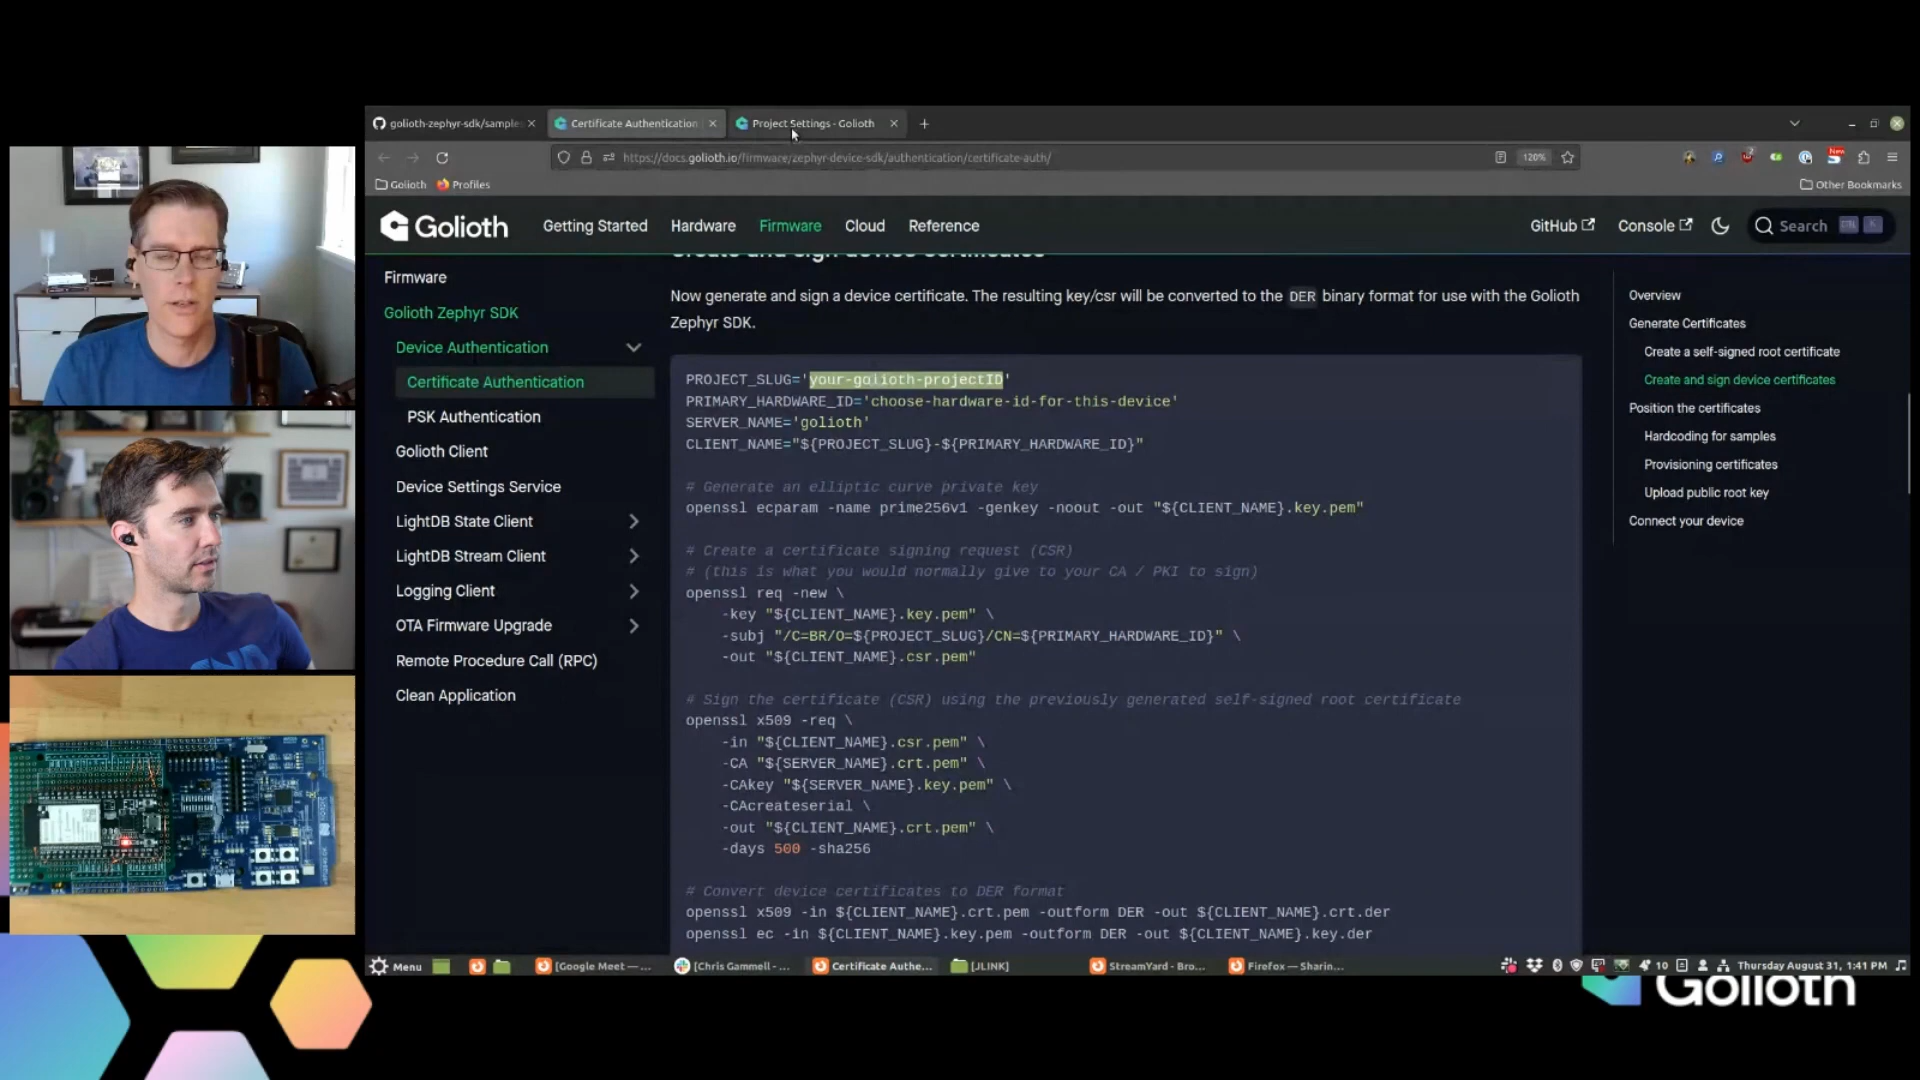 golioth-zephyr-sdk/sample
Certificate Authentication
Project Settings - Golioth
https://docs.golioth.io/firmware/zephyr-device-sdk/authentication/certificate-auth/
120%
New
Golioth
Profiles
Other Bookmarks
Golioth
Getting Started
Hardware
Firmware
Cloud
Reference
GitHub
Console
Search
K
Firmware
Golioth Zephyr SDK
Device Authentication
Certificate Authentication
PSK Authentication
Golioth Client
Device Settings Service
LightDB State Client
LightDB Stream Client
Logging Client
OTA Firmware Upgrade
Remote Procedure Call (RPC)
Clean Application
Create and sign device certificates
Now generate and sign a device certificate. The resulting key/csr will be converted to the DER binary format for use with the Golioth
Zephyr SDK.
PROJECT_SLUG='your-golioth-projectID'
PRIMARY_HARDWARE_ID='choose-hardware-id-for-this-device'
SERVER_NAME='golioth'
CLIENT_NAME="${PROJECT_SLUG}-${PRIMARY_HARDWARE_ID}"
# Generate an elliptic curve private key
openssl ecparam -name prime256v1 -genkey -noout -out "${CLIENT_NAME}.key.pem"
# Create a certificate signing request (CSR)
# (this is what you would normally give to your CA / PKI to sign)
openssl req -new \
-key "${CLIENT_NAME}.key.pem" \
-subj "/C=BR/O=${PROJECT_SLUG}/CN=${PRIMARY_HARDWARE_ID}" \
-out "${CLIENT_NAME}.csr.pem"
# Sign the certificate (CSR) using the previously generated self-signed root certificate
openssl x509 -req \
-in "${CLIENT_NAME}.csr.pem" \
-CA "${SERVER_NAME}.crt.pem" \
-CAkey "${SERVER_NAME}.key.pem" \
-CAcreateserial \
-out "${CLIENT_NAME}.crt.pem" \
-days 500 -sha256
# Convert device certificates to DER format
openssl x509 -in ${CLIENT_NAME}.crt.pem -outform DER -out ${CLIENT_NAME}.crt.der
openssl ec -in ${CLIENT_NAME}.key.pem -outform DER -out ${CLIENT_NAME}.key.der
Overview
Generate Certificates
Create a self-signed root certificate
Create and sign device certificates
Position the certificates
Hardcoding for samples
Provisioning certificates
Upload public root key
Connect your device
Menu
[Google Meet — ...
[Chris Gammell - ...
Certificate Authe...
[JLINK]
StreamYard - Bro...
Firefox — Sharin...
10
Thursday August 31, 1:41 PM
Golioth